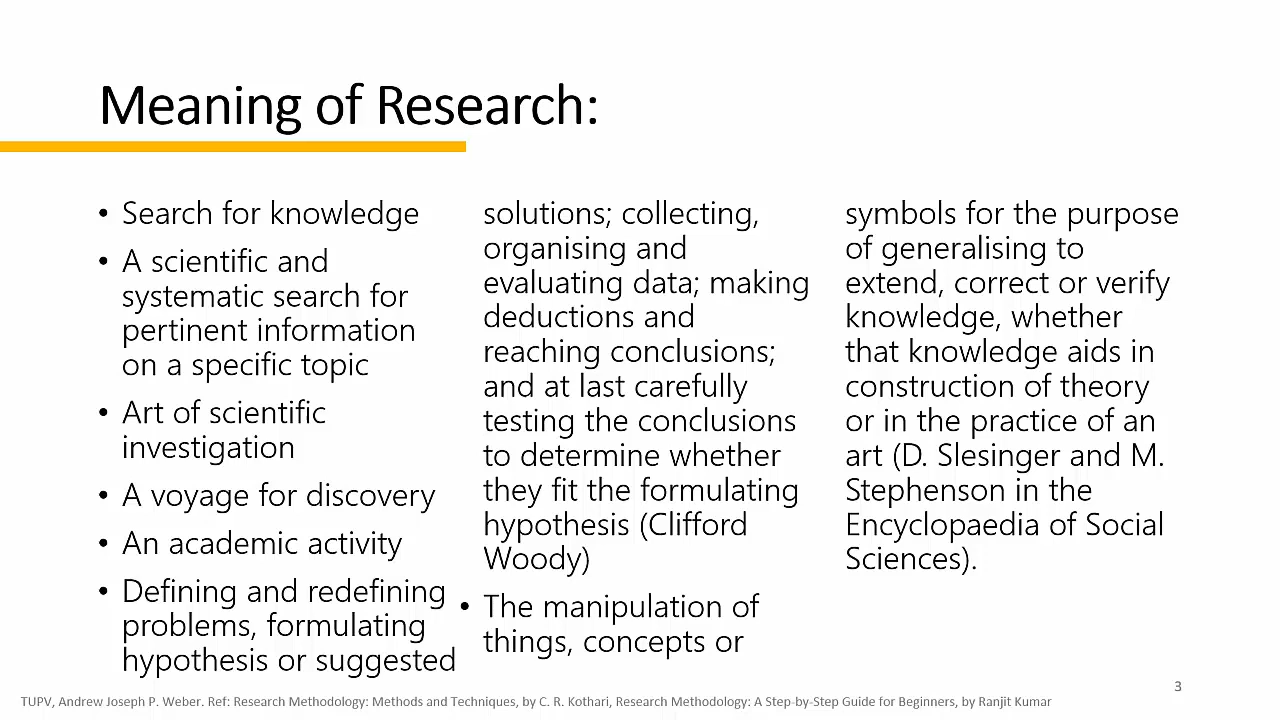 Meaning of Research:
• Search for knowledge
• A scientific and
systematic search for
pertinent information
on a specific topic
• Art of scientific
investigation
• A voyage for discovery
• An academic activity
• Defining and redefining
problems, formulating
hypothesis or suggested
solutions; collecting,
organising and
evaluating data; making
deductions and
reaching conclusions;
and at last carefully
testing the conclusions
to determine whether
they fit the formulating
hypothesis (Clifford
Woody)
• The manipulation of
things, concepts or
symbols for the purpose
of generalising to
extend, correct or verify
knowledge, whether
that knowledge aids in
construction of theory
or in the practice of an
art (D. Slesinger and M.
Stephenson in the
Encyclopaedia of Social
Sciences).
3
TUPV, Andrew Joseph P. Weber. Ref: Research Methodology: Methods and Techniques, by C. R. Kothari, Research Methodology: A Step-by-Step Guide for Beginners, by Ranjit Kumar